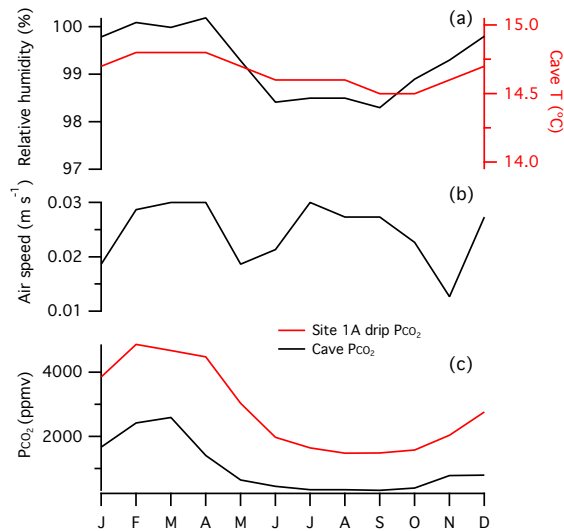 (a)
Relative humidity (%)
100
99
98
97
15.0
14.5
14.0
Cave T (°C)
(b)
Air speed (m s-1)
0.03
0.02
0.01
Site 1A drip PCO2
Cave PCO2
(c)
PCO2 (ppmv)
4000
2000
J F M A M J J A S O N D